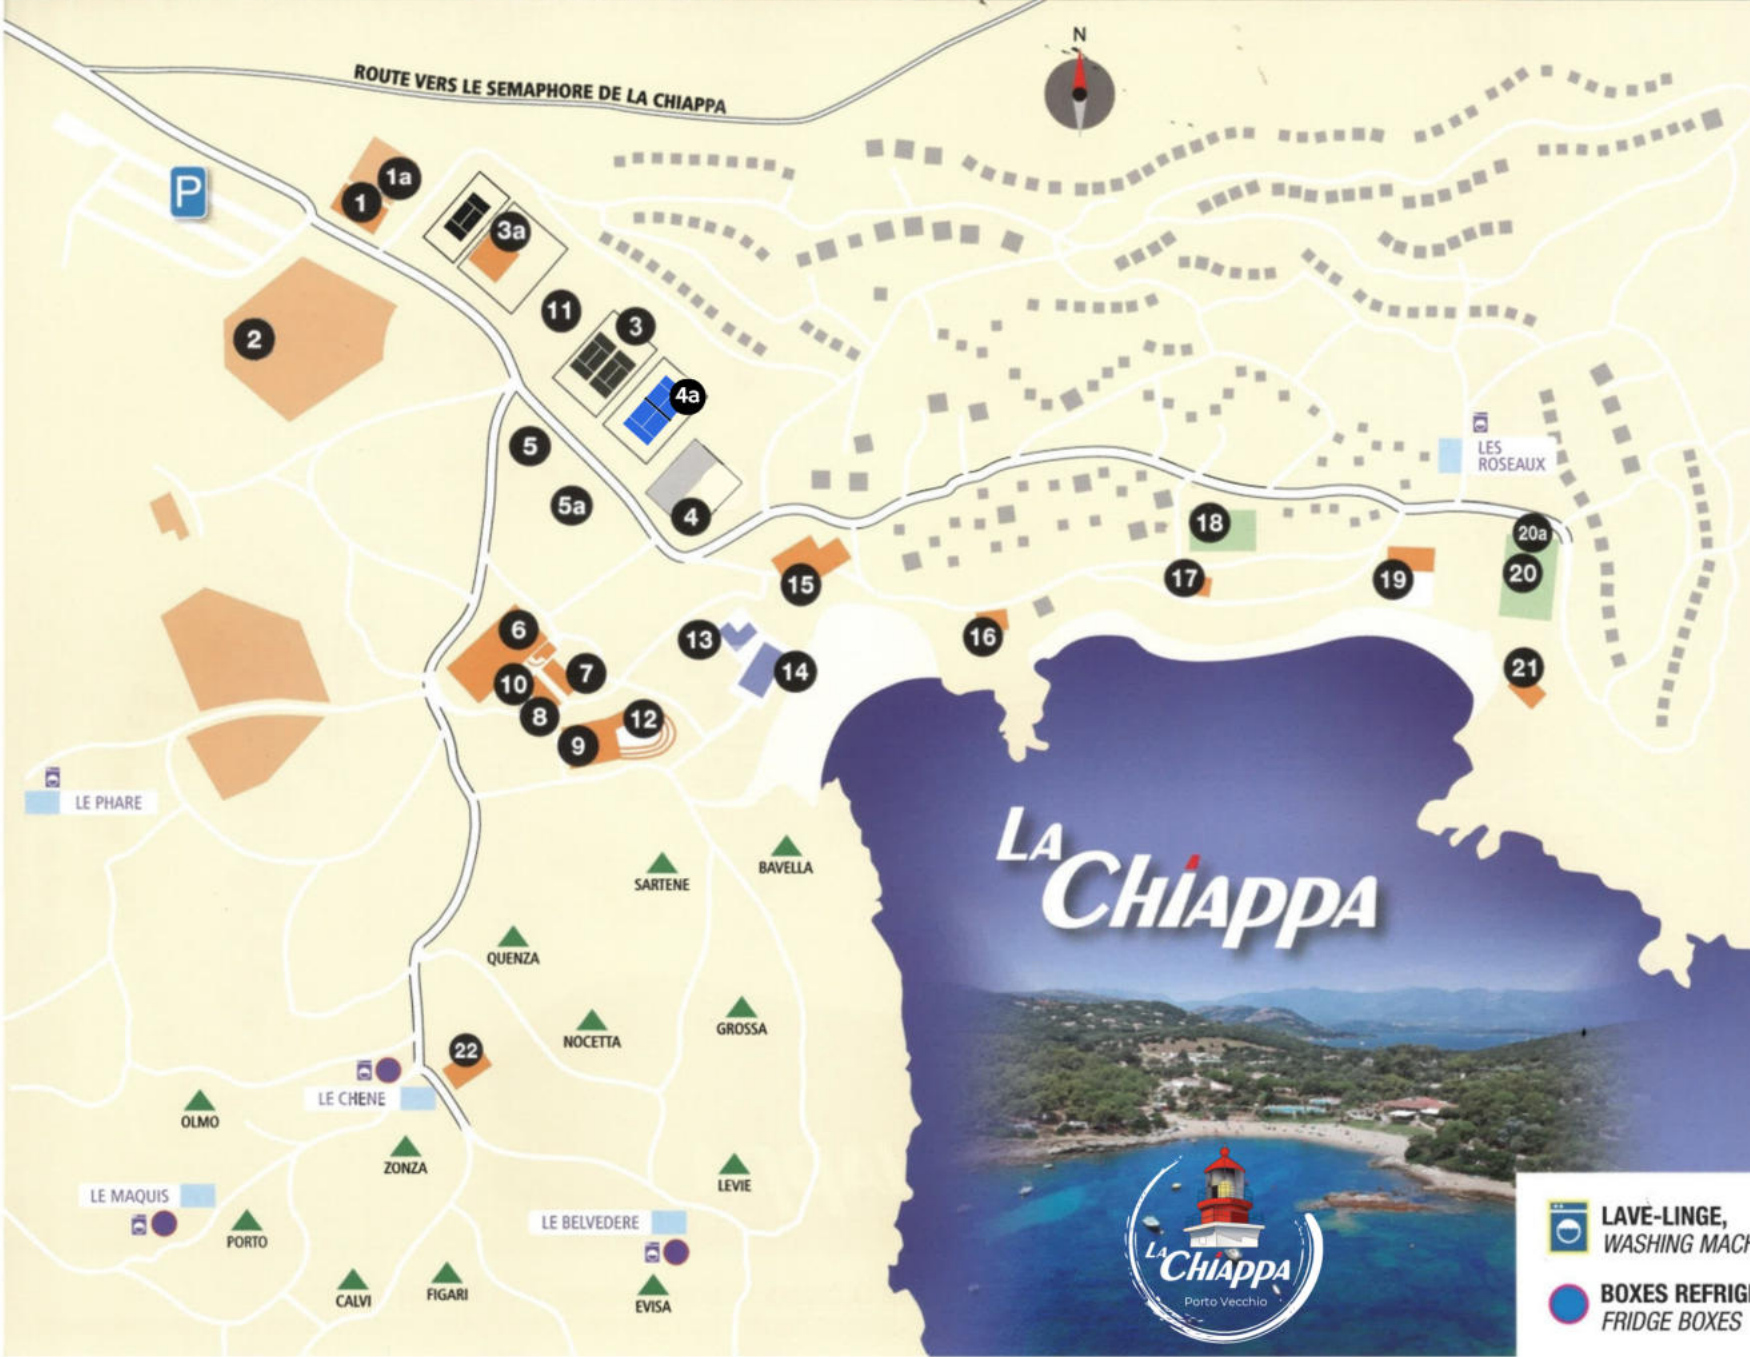 N
ROUTE VERS LE SEMAPHORE DE LA CHIAPPA
P
1a
1
3a
2
11
3
4a
5
5a
4
LES
ROSEAUX
18
20a
15
17
19
20
6
13
16
7
14
21
10
8
12
9
LE PHARE
LA
CHIAPPA
BAVELLA
SARTENE
QUENZA
GROSSA
NOCETTA
22
LE CHENE
OLMO
ZONZA
LEVIE
LE MAQUIS
LE BELVEDERE
PORTO
CALVI
FIGARI
EVISA
LA
CHIAPPA
Porto Vecchio
LAVE-LINGE,
WASHING MACH
BOXES REFRIG
FRIDGE BOXES